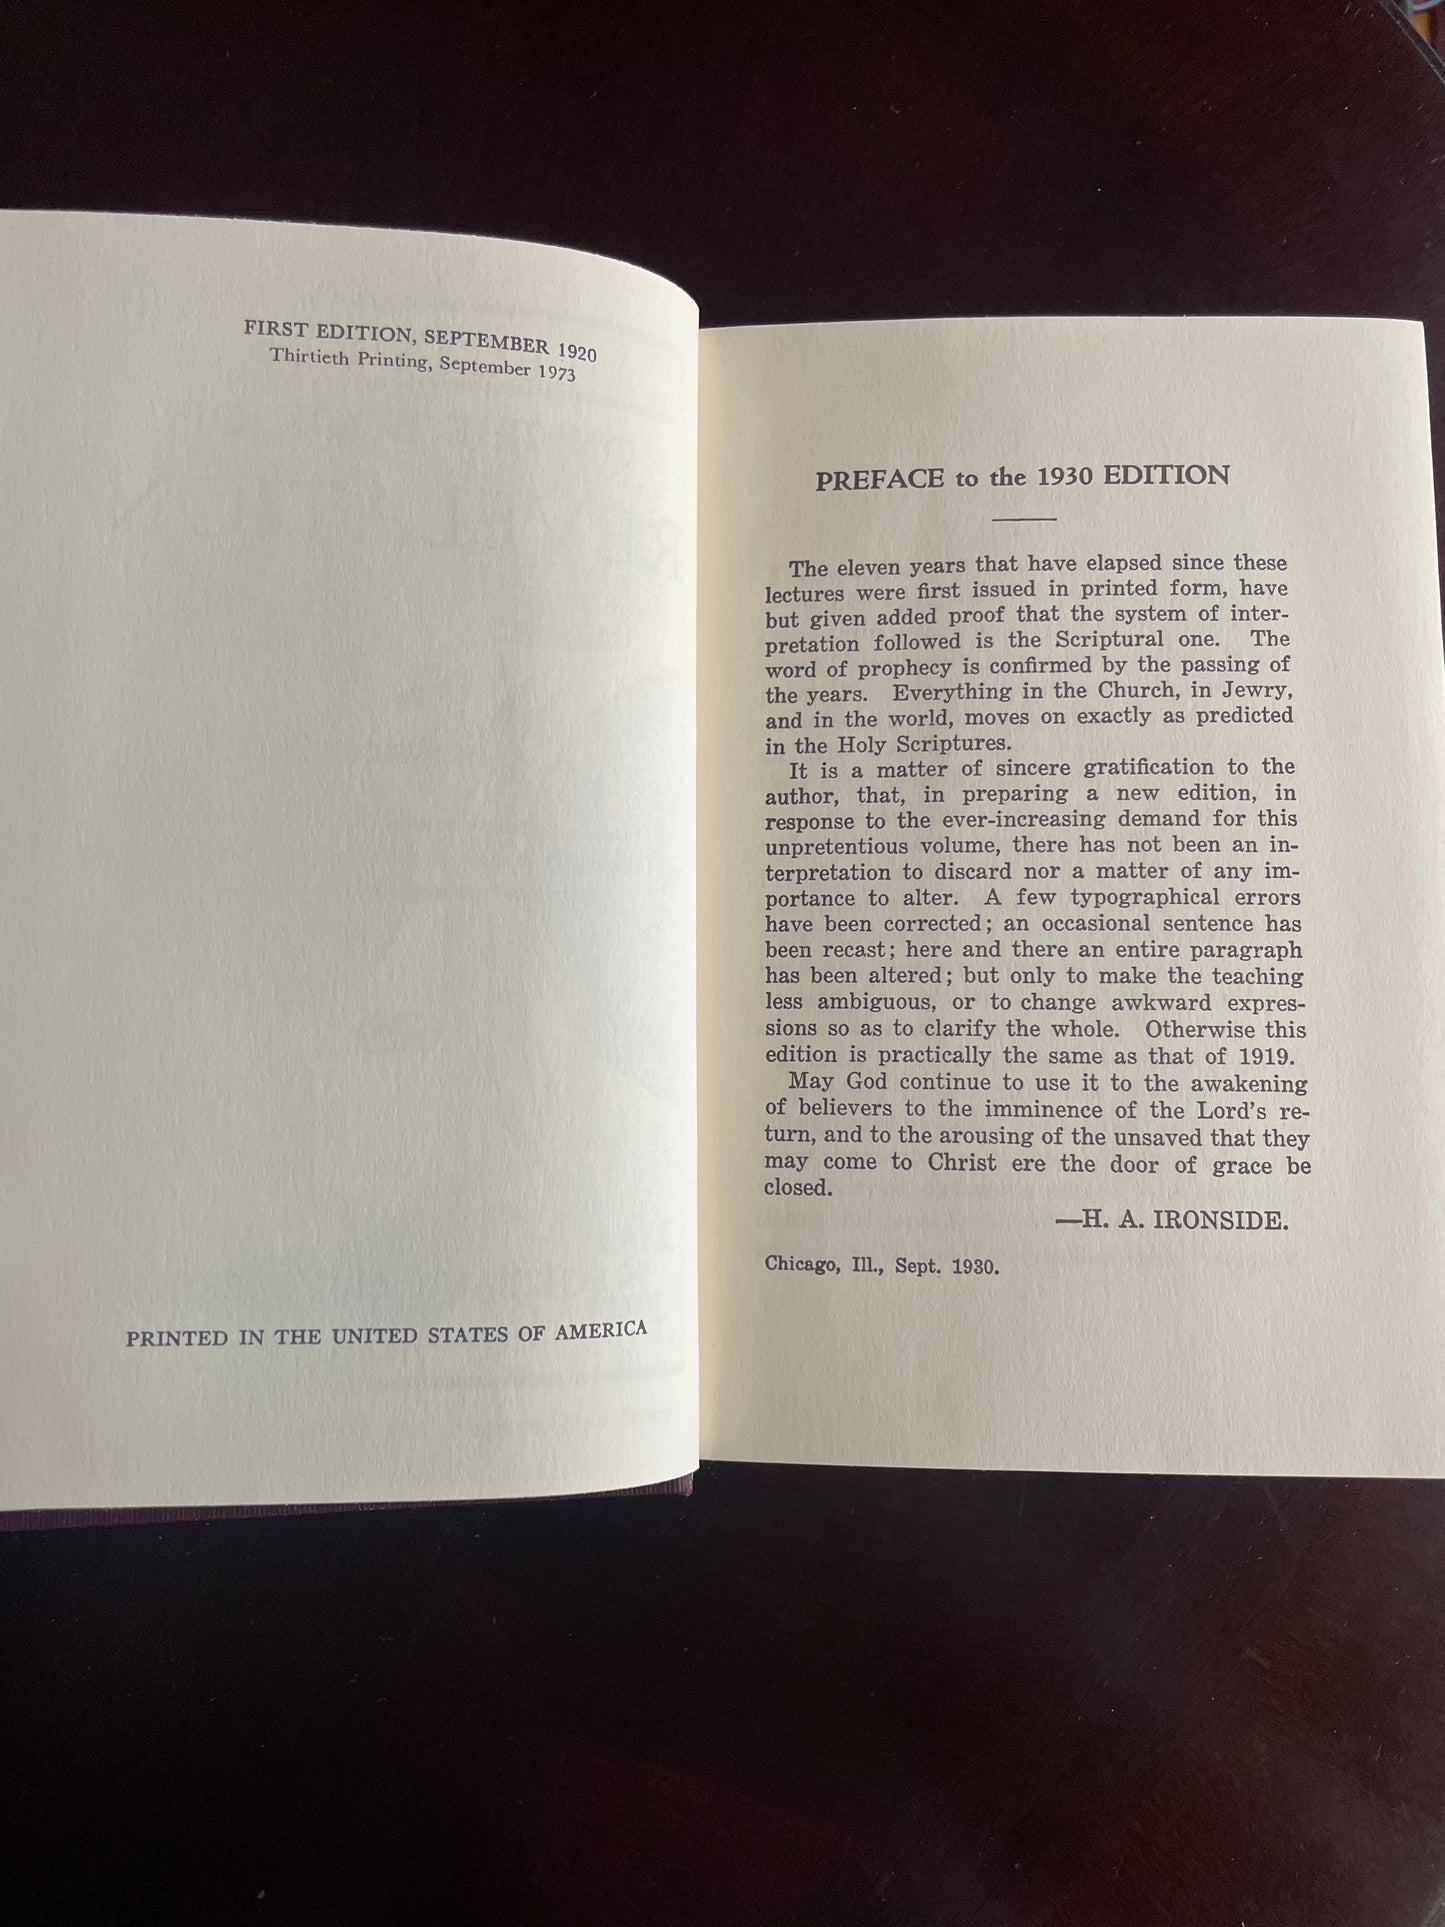 FIRST EDITION, SEPTEMBER 1920
Thirtieth Printing, September 1973
PRINTED IN THE UNITED STATES OF AMERICA
PREFACE to the 1930 EDITION
The eleven years that have elapsed since these
lectures were first issued in printed form, have
but given added proof that the system of inter-
pretation followed is the Scriptural one. The
word of prophecy is confirmed by the passing of
the years. Everything in the Church, in Jewry,
and in the world, moves on exactly as predicted
in the Holy Scriptures.
It is a matter of sincere gratification to the
author, that, in preparing a new edition, in
response to the ever-increasing demand for this
unpretentious volume, there has not been an in-
terpretation to discard nor a matter of any im-
portance to alter. A few typographical errors
have been corrected; an occasional sentence has
been recast; here and there an entire paragraph
has been altered; but only to make the teaching
less ambiguous, or to change awkward expres-
sions so as to clarify the whole. Otherwise this
edition is practically the same as that of 1919.
May God continue to use it to the awakening
of believers to the imminence of the Lord's re-
turn, and to the arousing of the unsaved that they
may come to Christ ere the door of grace be
closed.
—H. A. IRONSIDE.
Chicago, Ill., Sept. 1930.